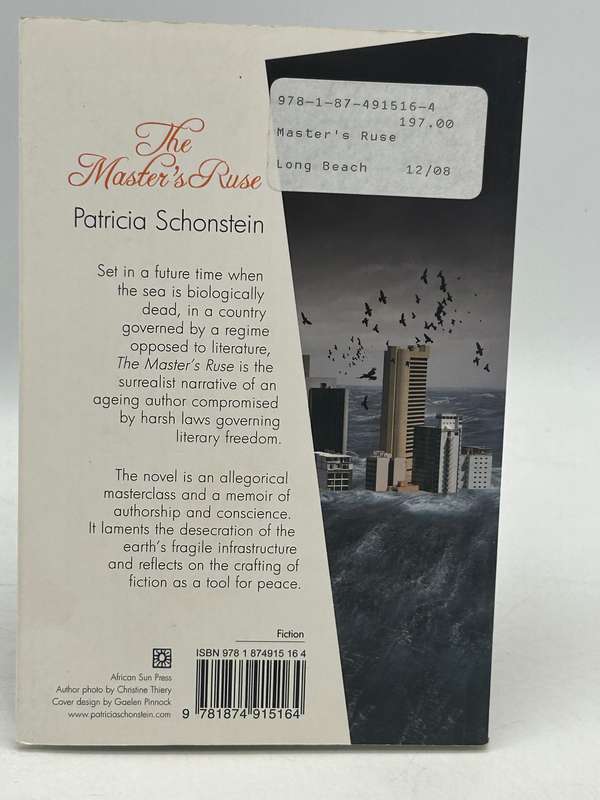 978-1-87-491516-4
197.00
Master's Ruse
Long Beach 12/08
The
Master's Ruse
Patricia Schonstein
Set in a future time when
the sea is biologically
dead, in a country
governed by a regime
opposed to literature,
The Master's Ruse is the
surrealist narrative of an
ageing author compromised
by harsh laws governing
literary freedom.
The novel is an allegorical
masterclass and a memoir of
authorship and conscience.
It laments the desecration of the
earth's fragile infrastructure
and reflects on the crafting of
fiction as a tool for peace.
Fiction
ISBN 978 1 874915 16 4
9 781874 915164
African Sun Press
Author photo by Christine Thiery
Cover design by Gaelen Pinnock
www.patriciaschonstein.com